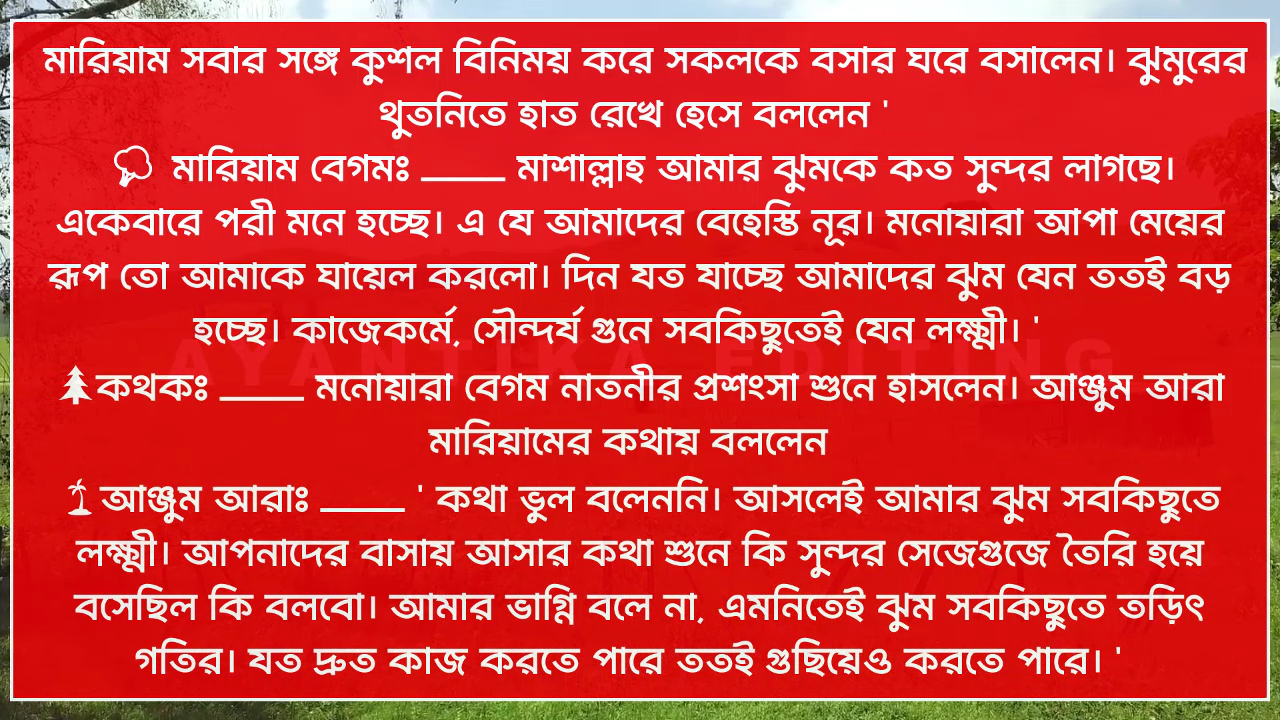 মারিয়াম সবার সঙ্গে কুশল বিনিময় করে সকলকে বসার ঘরে বসালেন। ঝুমুরের
থুতনিতে হাত রেখে হেসে বললেন '
মারিয়াম বেগমঃ _____ মাশাল্লাহ আমার ঝুমকে কত সুন্দর লাগছে।
একেবারে পরী মনে হচ্ছে। এ যে আমাদের বেহেস্তি নূর। মনোয়ারা আপা মেয়ের
রূপ তো আমাকে ঘায়েল করলো। দিন যত যাচ্ছে আমাদের ঝুম যেন ততই বড়
হচ্ছে। কাজেকর্মে, সৌন্দর্য গুনে সবকিছুতেই যেন লক্ষ্মী। '
AYANTIKA EDITING
কথকঃ _____ মনোয়ারা বেগম নাতনীর প্রশংসা শুনে হাসলেন। আঞ্জুম আরা
মারিয়ামের কথায় বললেন
আঞ্জুম আরাঃ _____ ' কথা ভুল বলেননি। আসলেই আমার ঝুম সবকিছুতে
লক্ষ্মী। আপনাদের বাসায় আসার কথা শুনে কি সুন্দর সেজেগুজে তৈরি হয়ে
বসেছিল কি বলবো। আমার ভাগ্নি বলে না, এমনিতেই ঝুম সবকিছুতে তড়িৎ
গতির। যত দ্রুত কাজ করতে পারে ততই গুছিয়েও করতে পারে। '